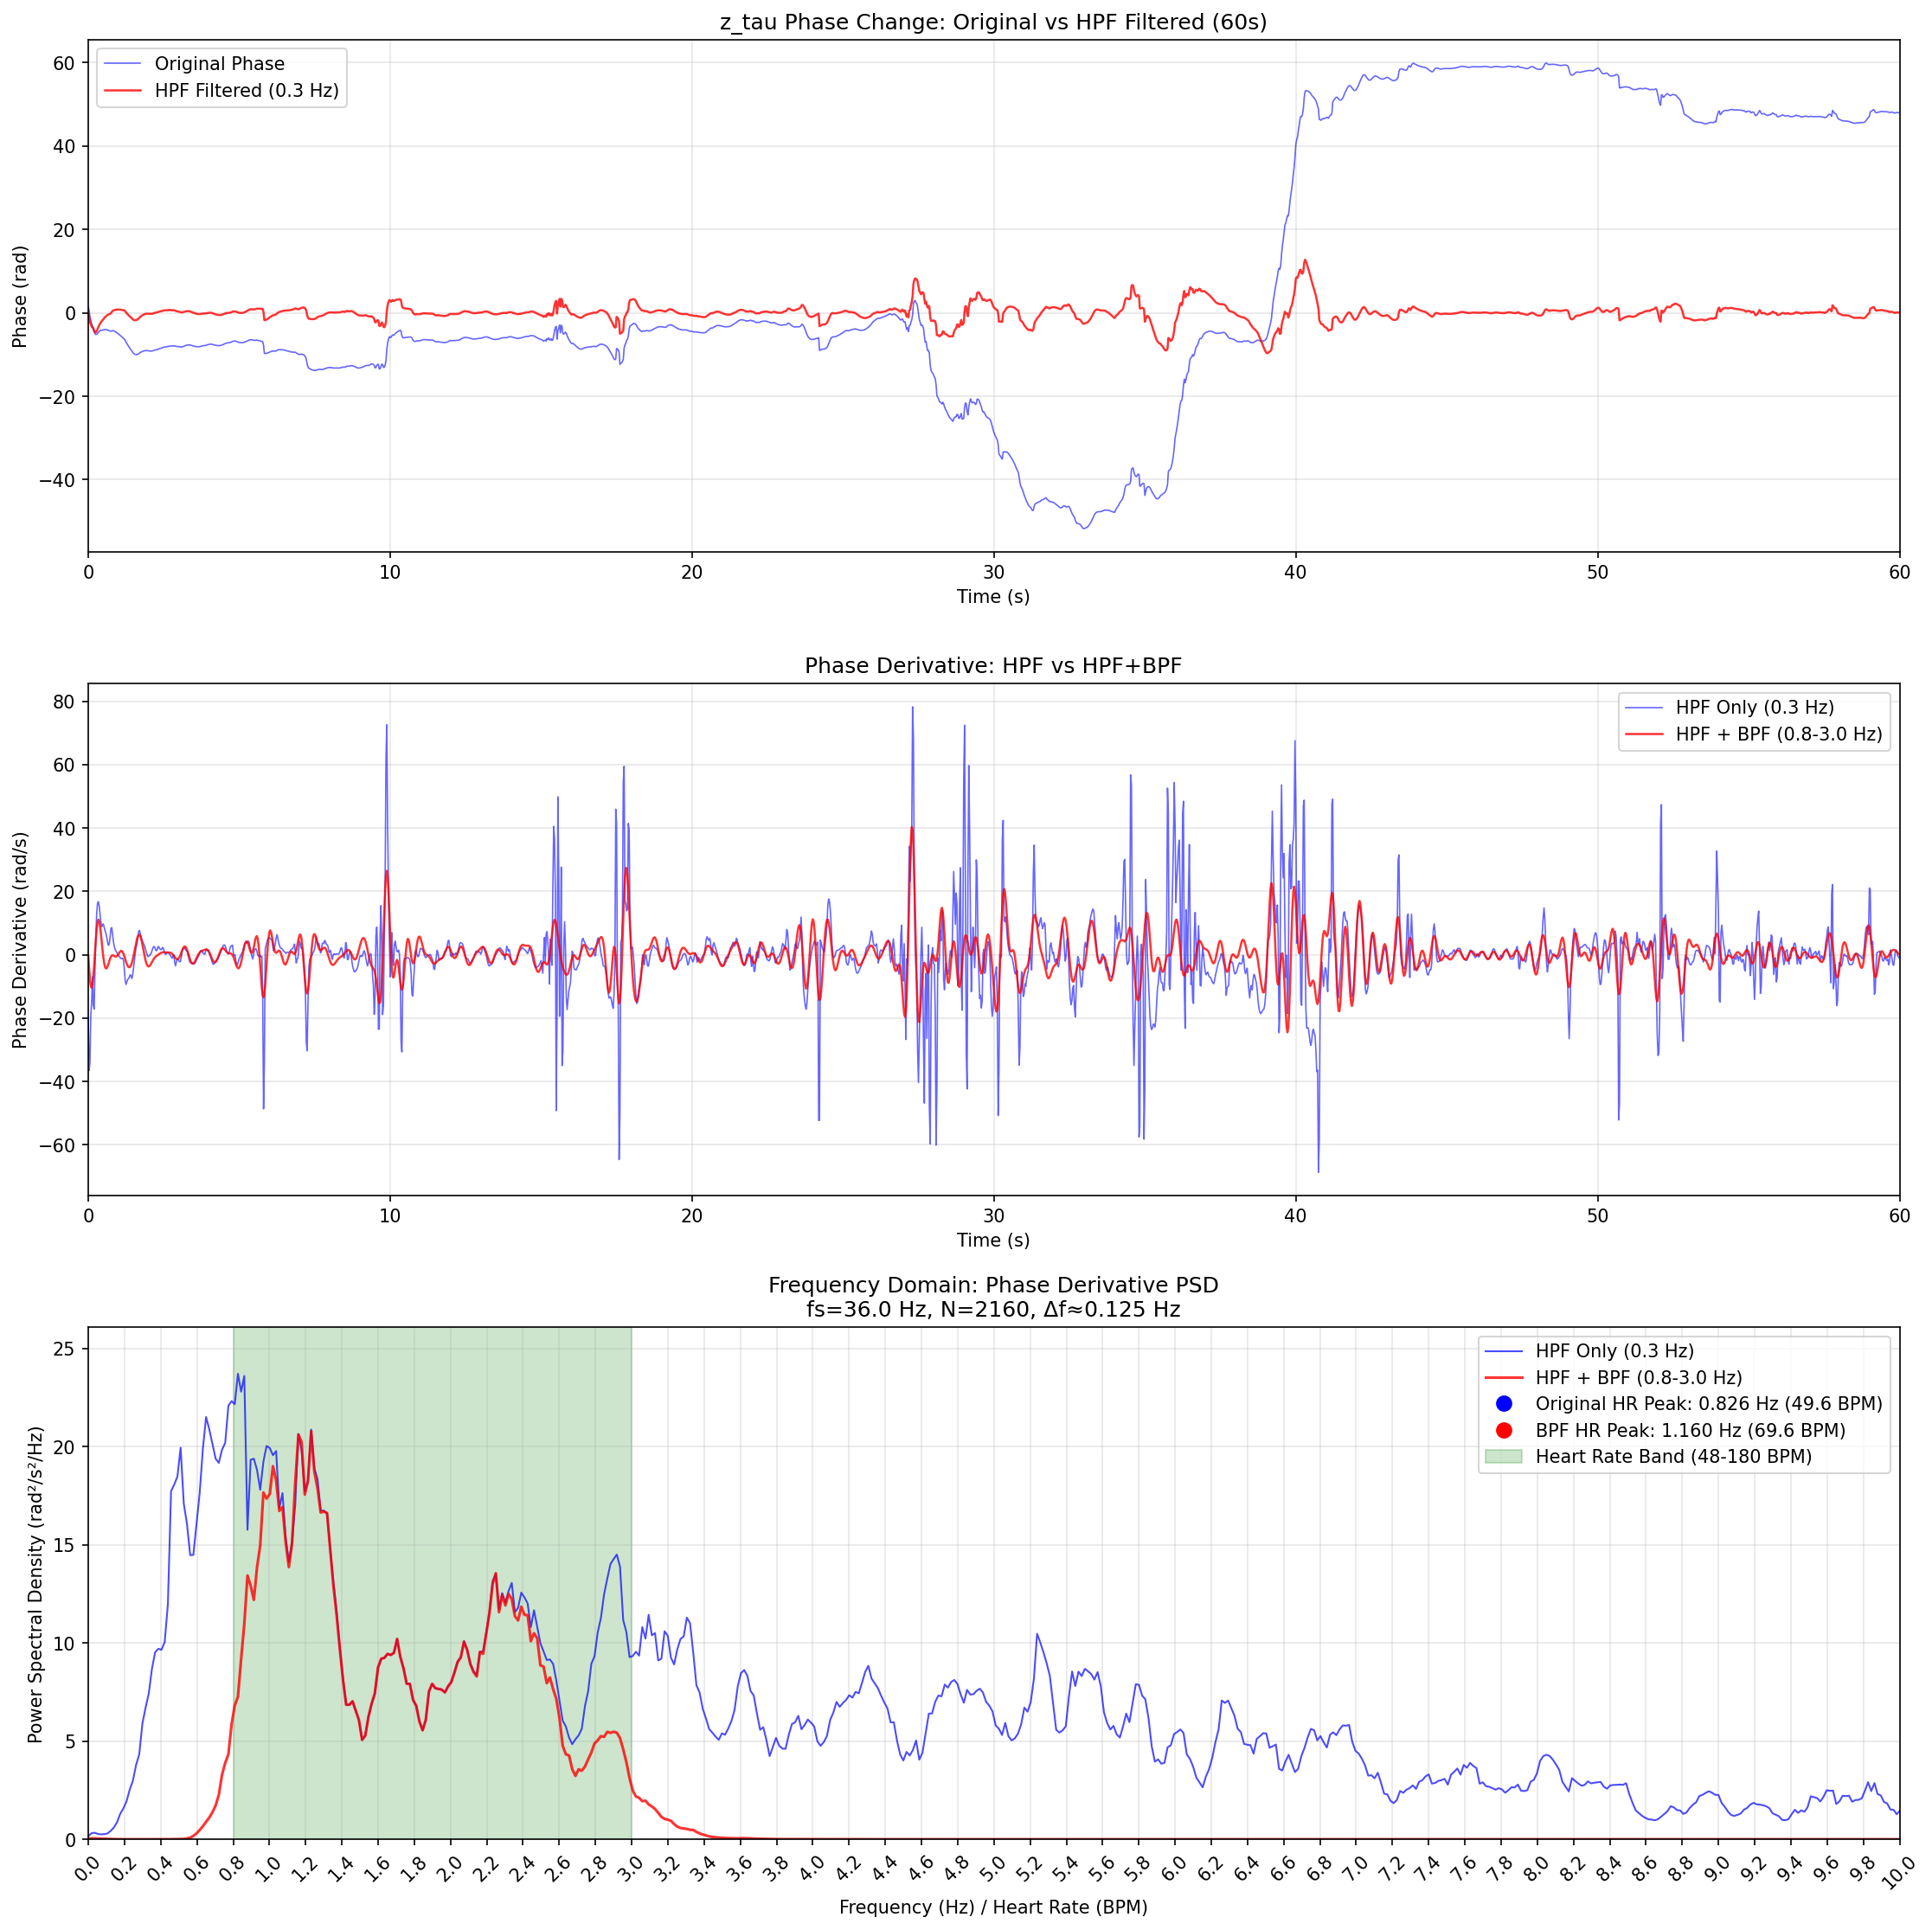 z_tau Phase Change: Original vs HPF Filtered (60s)
Original Phase
HPF Filtered (0.3 Hz)
Phase (rad)
60
40
20
0
−20
−40
0 10 20 30 40 50 60
Time (s)
Phase Derivative: HPF vs HPF+BPF
HPF Only (0.3 Hz)
HPF + BPF (0.8-3.0 Hz)
Phase Derivative (rad/s)
80
60
40
20
0
−20
−40
−60
0 10 20 30 40 50 60
Time (s)
Frequency Domain: Phase Derivative PSD
fs=36.0 Hz, N=2160, Δf≈0.125 Hz
HPF Only (0.3 Hz)
HPF + BPF (0.8-3.0 Hz)
Original HR Peak: 0.826 Hz (49.6 BPM)
BPF HR Peak: 1.160 Hz (69.6 BPM)
Heart Rate Band (48-180 BPM)
Power Spectral Density (rad²/s²/Hz)
25
20
15
10
5
0
0.0 0.2 0.4 0.6 0.8 1.0 1.2 1.4 1.6 1.8 2.0 2.2 2.4 2.6 2.8 3.0 3.2 3.4 3.6 3.8 4.0 4.2 4.4 4.6 4.8 5.0 5.2 5.4 5.6 5.8 6.0 6.2 6.4 6.6 6.8 7.0 7.2 7.4 7.6 7.8 8.0 8.2 8.4 8.6 8.8 9.0 9.2 9.4 9.6 9.8 10.0
Frequency (Hz) / Heart Rate (BPM)